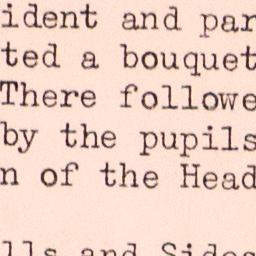 ident and par
ted a bouquet
There followe
by the pupils
n of the Head
lls and Sides